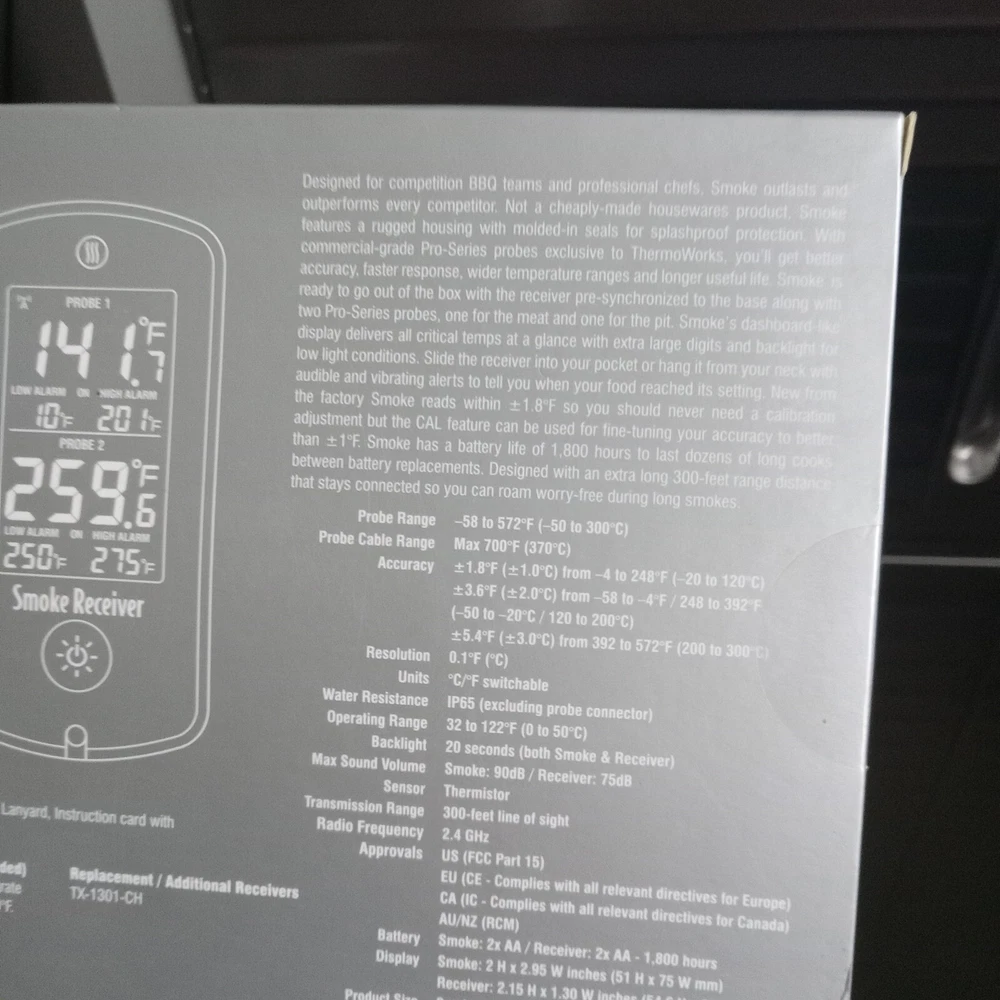 PROBE 1
141.7°F
LOW ALARM ON HIGH ALARM
10°F 201°F
PROBE 2
259.6°F
LOW ALARM ON HIGH ALARM
250°F 275°F
Smoke Receiver
Lanyard, Instruction card with
Replacement / Additional Receivers
TX-1301-CH
Designed for competition BBQ teams and professional chefs, Smoke outlasts and
outperforms every competitor. Not a cheaply-made housewares product, Smoke
features a rugged housing with molded-in seals for splashproof protection. With
commercial-grade Pro-Series probes exclusive to ThermoWorks, you'll get better
accuracy, faster response, wider temperature ranges and longer useful life. Smoke is
ready to go out of the box with the receiver pre-synchronized to the base along with
two Pro-Series probes, one for the meat and one for the pit. Smoke's dashboard-like
display delivers all critical temps at a glance with extra large digits and backlight for
low light conditions. Slide the receiver into your pocket or hang it from your neck with
audible and vibrating alerts to tell you when your food reached its setting. New from
the factory Smoke reads within ±1.8°F so you should never need a calibration
adjustment but the CAL feature can be used for fine-tuning your accuracy to better
than ±1°F. Smoke has a battery life of 1,800 hours to last dozens of long cooks
between battery replacements. Designed with an extra long 300-feet range distance
that stays connected so you can roam worry-free during long smokes.
Probe Range –58 to 572°F (–50 to 300°C)
Probe Cable Range Max 700°F (370°C)
Accuracy ±1.8°F (±1.0°C) from –4 to 248°F (–20 to 120°C)
±3.6°F (±2.0°C) from –58 to –4°F / 248 to 392°F
(–50 to –20°C / 120 to 200°C)
±5.4°F (±3.0°C) from 392 to 572°F (200 to 300°C)
Resolution 0.1°F (°C)
Units °C/°F switchable
Water Resistance IP65 (excluding probe connector)
Operating Range 32 to 122°F (0 to 50°C)
Backlight 20 seconds (both Smoke & Receiver)
Max Sound Volume Smoke: 90dB / Receiver: 75dB
Sensor Thermistor
Transmission Range 300-feet line of sight
Radio Frequency 2.4 GHz
Approvals US (FCC Part 15)
EU (CE - Complies with all relevant directives for Europe)
CA (IC - Complies with all relevant directives for Canada)
AU/NZ (RCM)
Battery Smoke: 2x AA / Receiver: 2x AA - 1,800 hours
Display Smoke: 2 H x 2.95 W inches (51 H x 75 W mm)
Receiver: 2.15 H x 1.30 W inches
Product Size